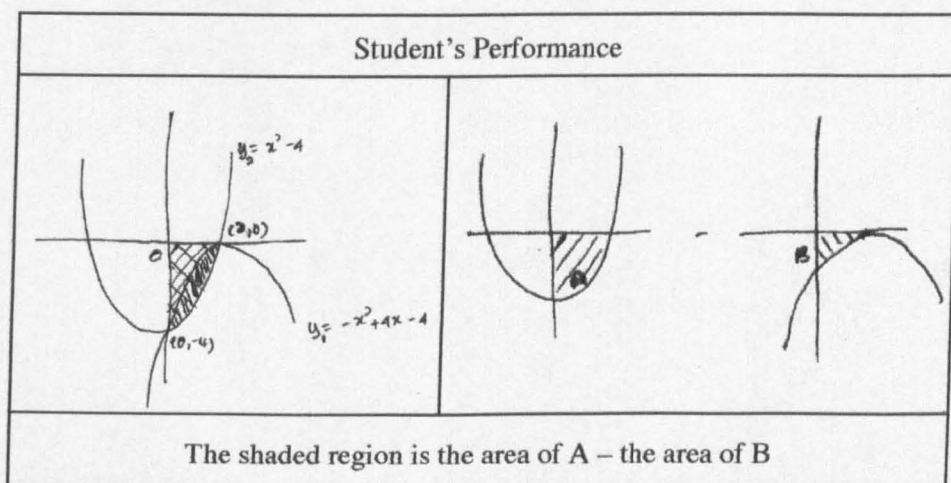 Student's Performance
y₂ = x² - 4
(2,0)
O
y₁ = -x² + 4x - 4
(0,-4)
A
-
B
The shaded region is the area of A – the area of B